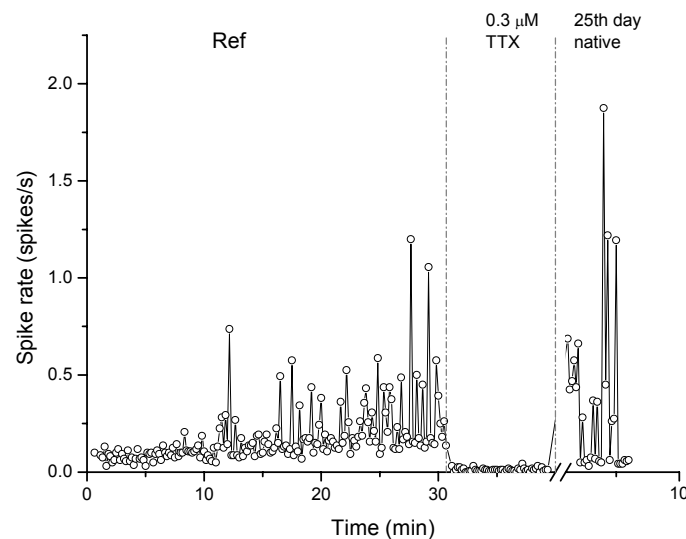 0.3 μM
TTX
25th day
native
Ref
2.0
1.5
1.0
0.5
0.0
Spike rate (spikes/s)
0
10
20
30
10
Time (min)